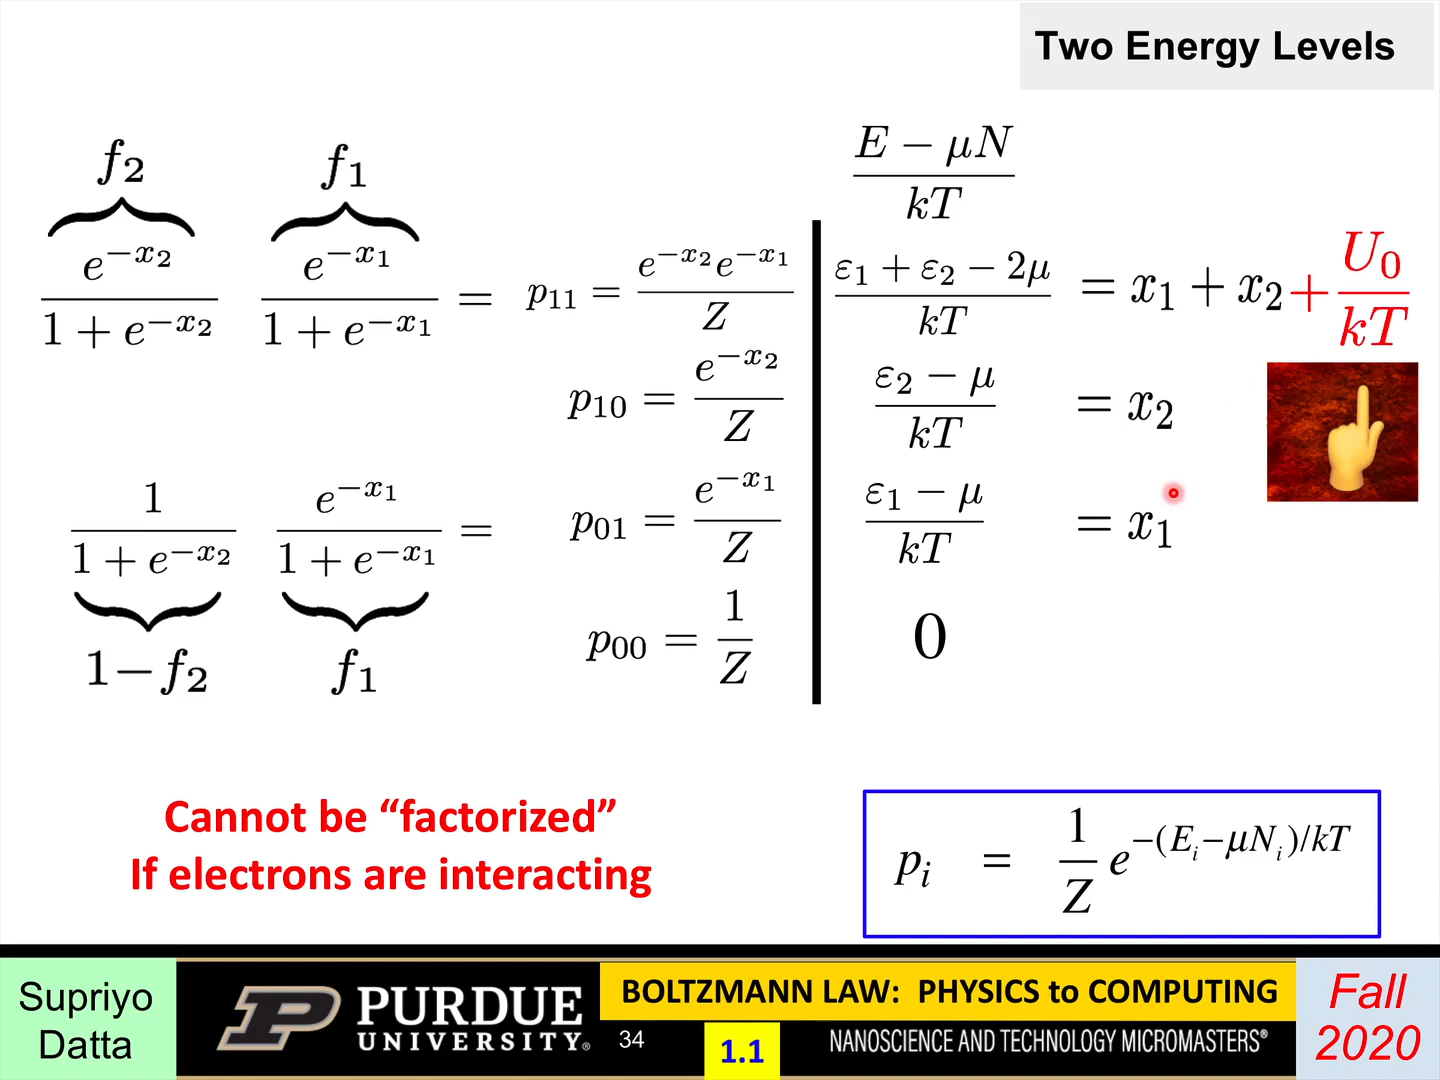 Two Energy Levels
f₂ f₁ (E − μN)/kT
e^{−x₂}/(1 + e^{−x₂}) e^{−x₁}/(1 + e^{−x₁}) = p₁₁ = e^{−x₂}e^{−x₁}/Z (ε₁ + ε₂ − 2μ)/kT = x₁ + x₂ + U₀/kT
p₁₀ = e^{−x₂}/Z (ε₂ − μ)/kT = x₂
1/(1 + e^{−x₂}) e^{−x₁}/(1 + e^{−x₁}) = p₀₁ = e^{−x₁}/Z (ε₁ − μ)/kT = x₁
1−f₂ f₁ p₀₀ = 1/Z 0
Cannot be “factorized”
If electrons are interacting
pᵢ = 1/Z e^{−(Eᵢ−μNᵢ)/kT}
Supriyo
Datta
PURDUE
UNIVERSITY®
34
BOLTZMANN LAW: PHYSICS to COMPUTING
1.1
NANOSCIENCE AND TECHNOLOGY MICROMASTERS®
Fall
2020